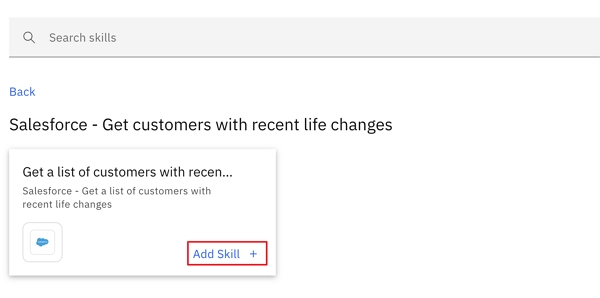 Search skills
Back
Salesforce - Get customers with recent life changes
Get a list of customers with recen...
Salesforce - Get a list of customers with
recent life changes
Add Skill +